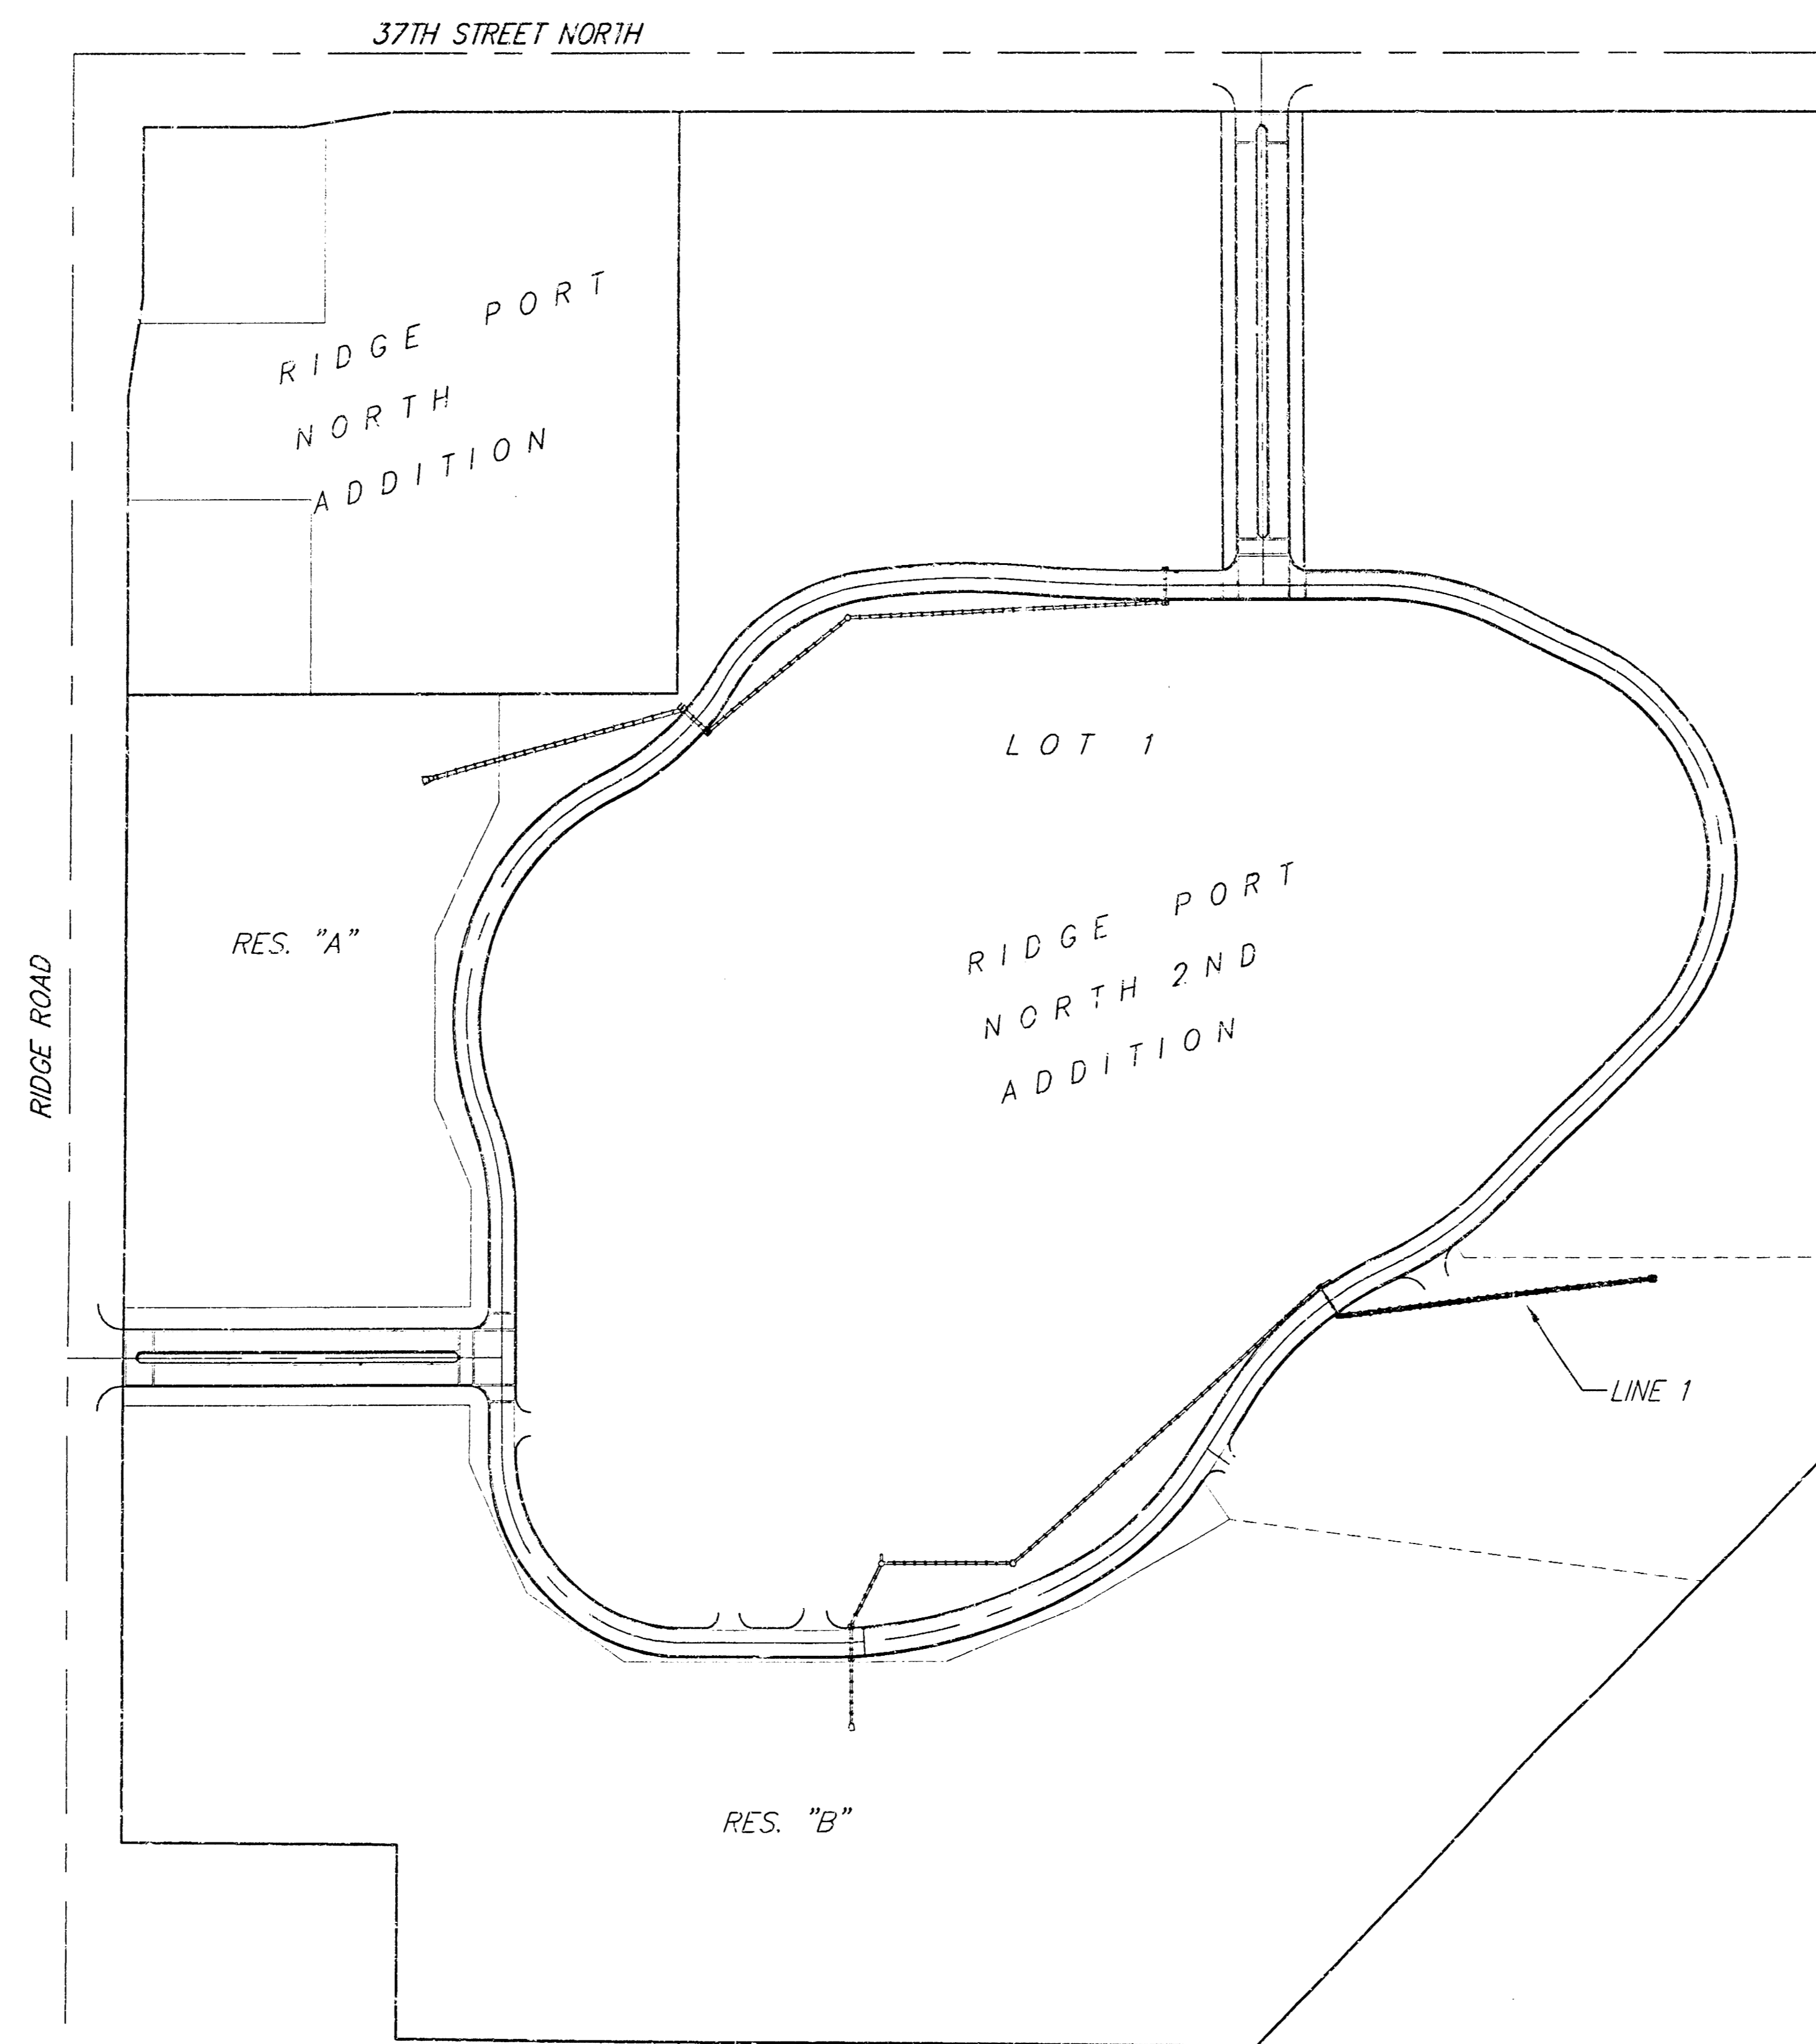 37TH STREET NORTH
RIDGE PORT
NORTH
ADDITION
LOT 1
RES. "A"
RIDGE PORT
NORTH 2ND
ADDITION
RIDGE ROAD
LINE 1
RES. "B"